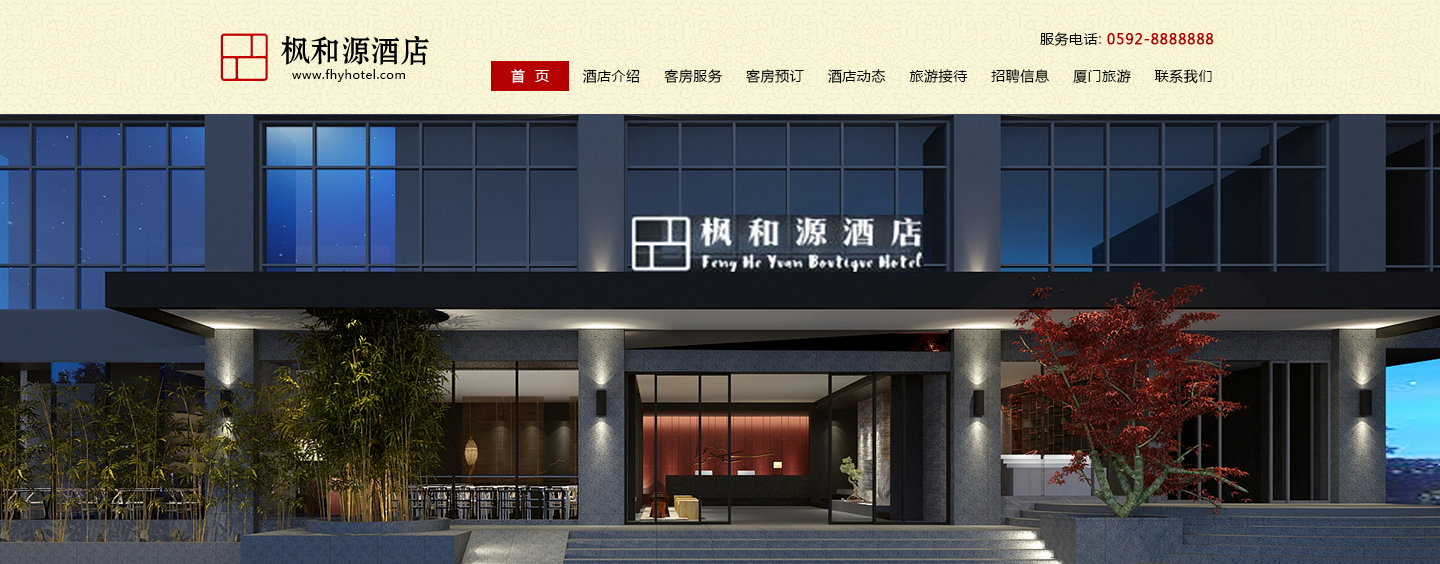 枫和源酒店
www.fhyhotel.com
服务电话: 0592-8888888
首 页 酒店介绍 客房服务 客房预订 酒店动态 旅游接待 招聘信息 厦门旅游 联系我们
枫和源酒店
Feng He Yuan Boutique Hotel